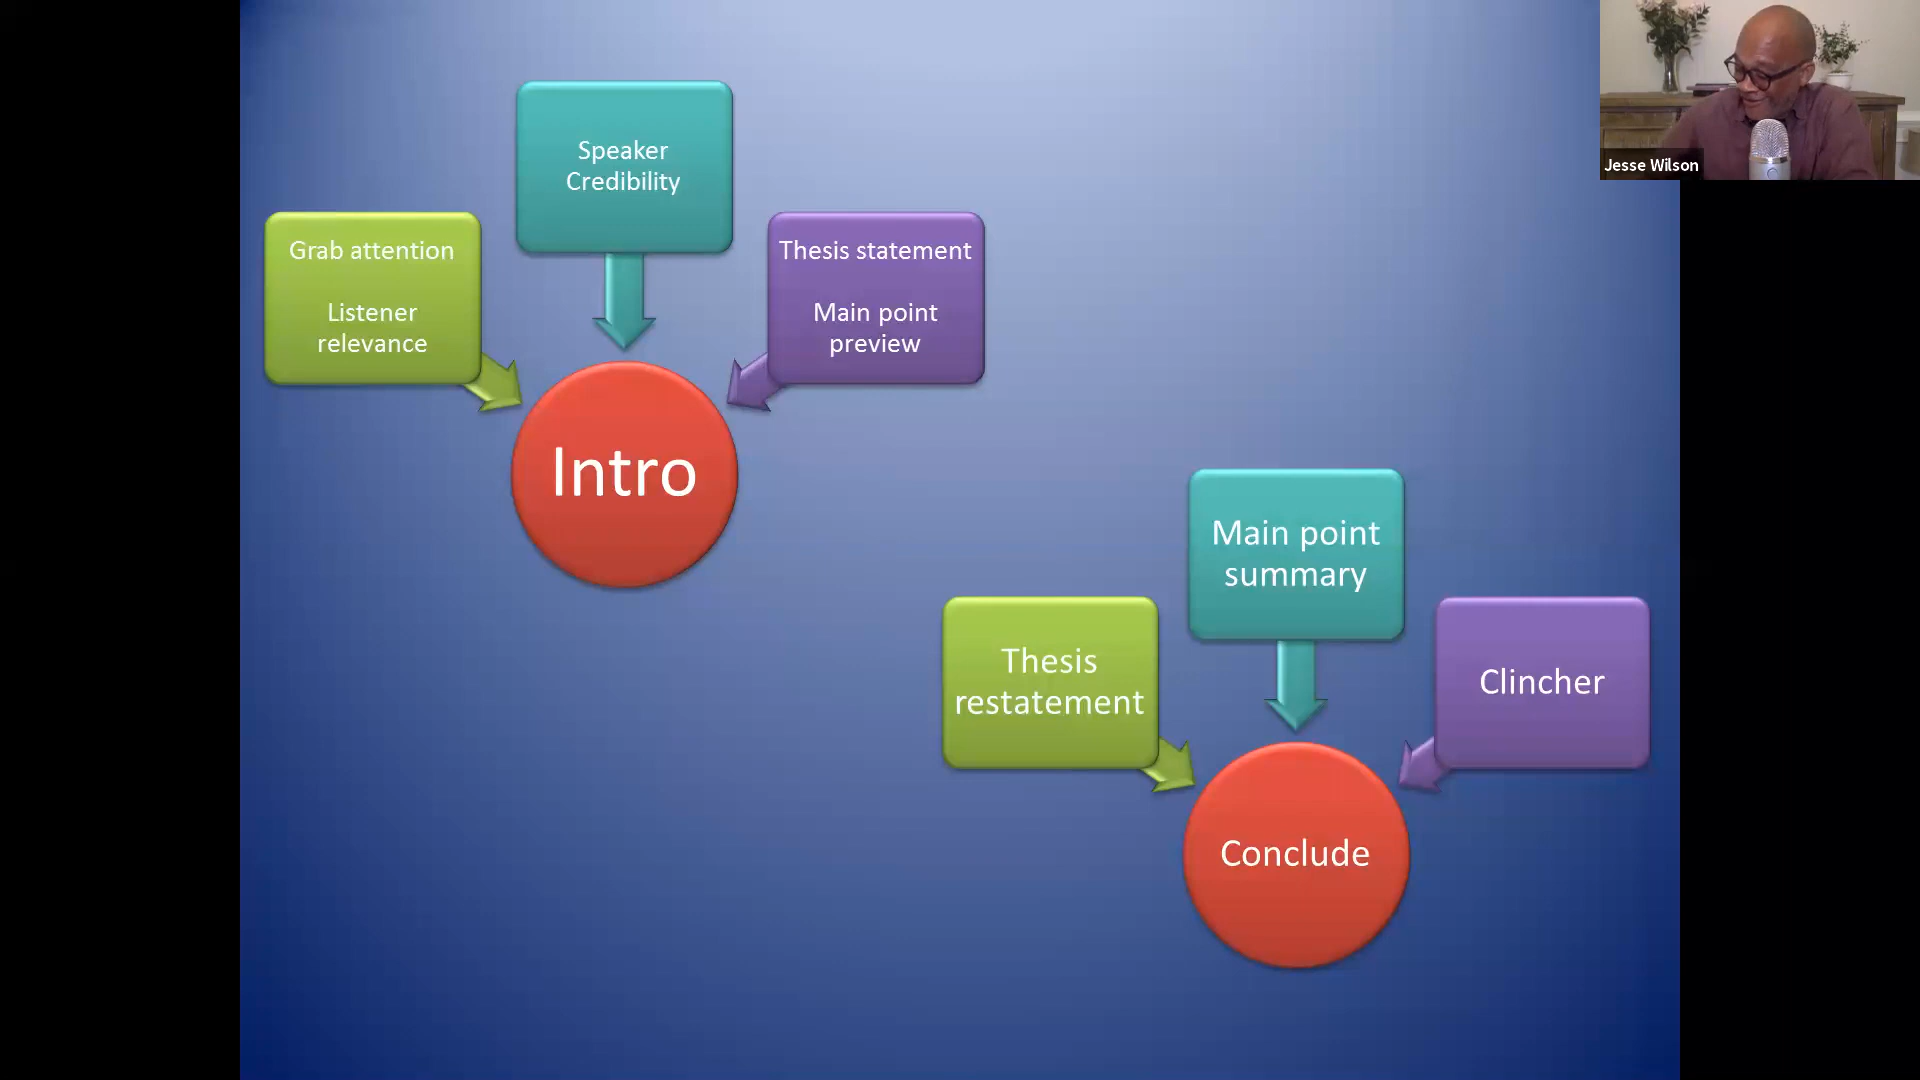 Speaker
Credibility
Grab attention
Listener
relevance
Thesis statement
Main point
preview
Intro
Main point
summary
Thesis
restatement
Clincher
Conclude
Jesse Wilson